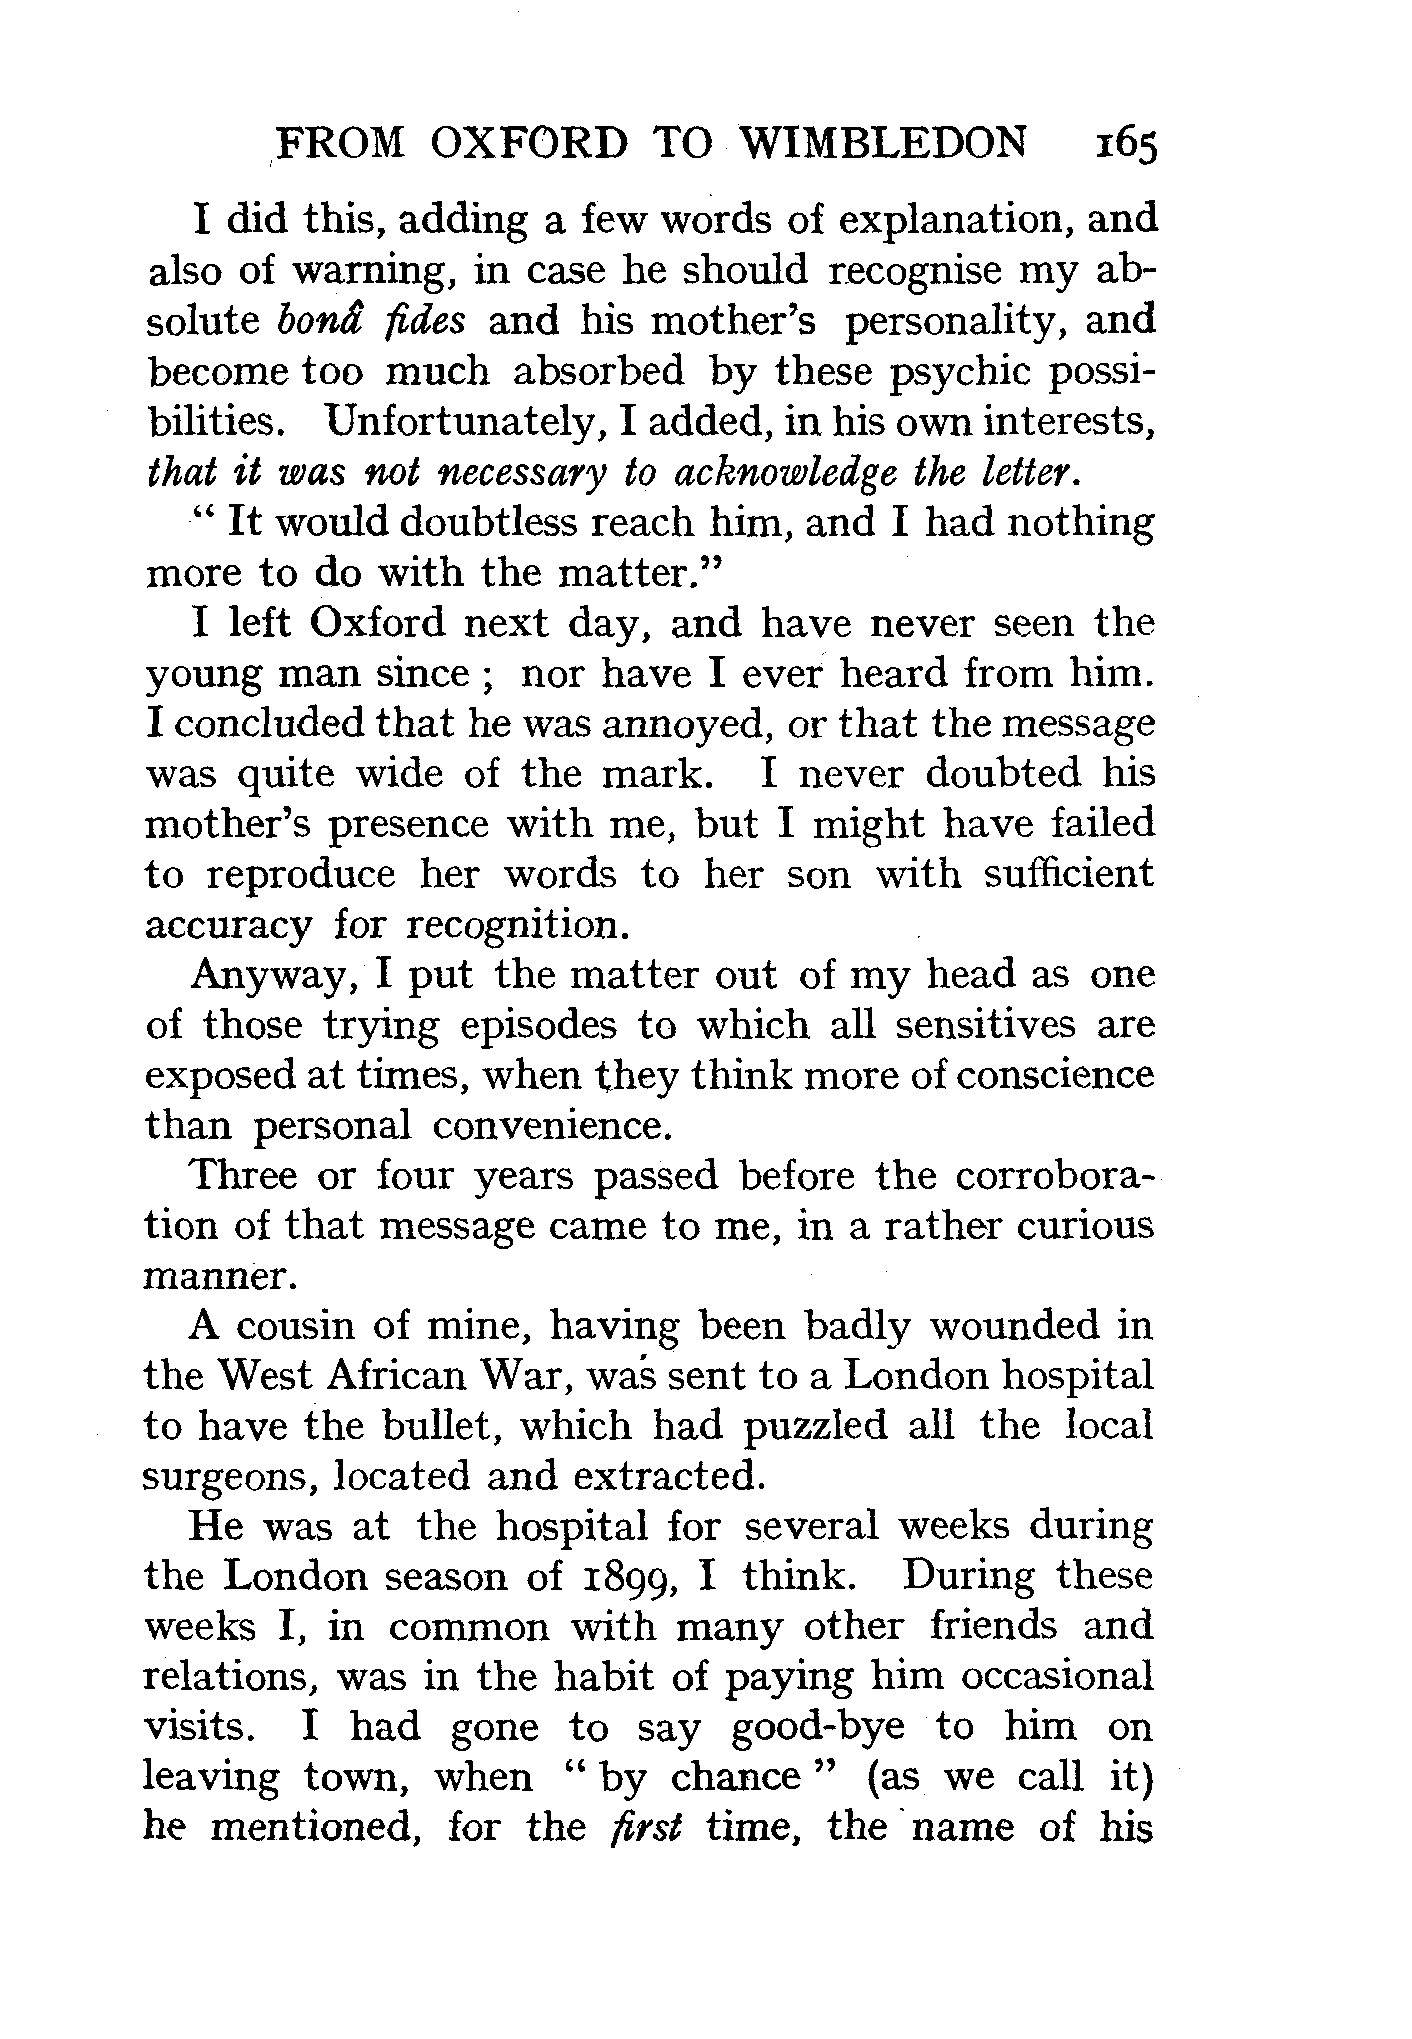 FROM OXFORD TO WIMBLEDON 165
I did this, adding a few words of explanation, and
also of warning, in case he should recognise my ab-
solute bonâ fides and his mother's personality, and
become too much absorbed by these psychic possi-
bilities. Unfortunately, I added, in his own interests,
that it was not necessary to acknowledge the letter.
“ It would doubtless reach him, and I had nothing
more to do with the matter.”
I left Oxford next day, and have never seen the
young man since ; nor have I ever heard from him.
I concluded that he was annoyed, or that the message
was quite wide of the mark. I never doubted his
mother's presence with me, but I might have failed
to reproduce her words to her son with sufficient
accuracy for recognition.
Anyway, I put the matter out of my head as one
of those trying episodes to which all sensitives are
exposed at times, when they think more of conscience
than personal convenience.
Three or four years passed before the corrobora-
tion of that message came to me, in a rather curious
manner.
A cousin of mine, having been badly wounded in
the West African War, was sent to a London hospital
to have the bullet, which had puzzled all the local
surgeons, located and extracted.
He was at the hospital for several weeks during
the London season of 1899, I think. During these
weeks I, in common with many other friends and
relations, was in the habit of paying him occasional
visits. I had gone to say good-bye to him on
leaving town, when “ by chance ” (as we call it)
he mentioned, for the first time, the name of his